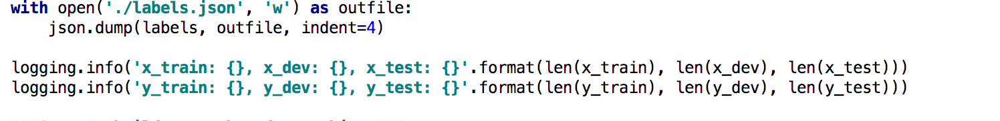 with open('./labels.json', 'w') as outfile:
    json.dump(labels, outfile, indent=4)
logging.info('x_train: {}, x_dev: {}, x_test: {}'.format(len(x_train), len(x_dev), len(x_test)))
logging.info('y_train: {}, y_dev: {}, y_test: {}'.format(len(y_train), len(y_dev), len(y_test)))